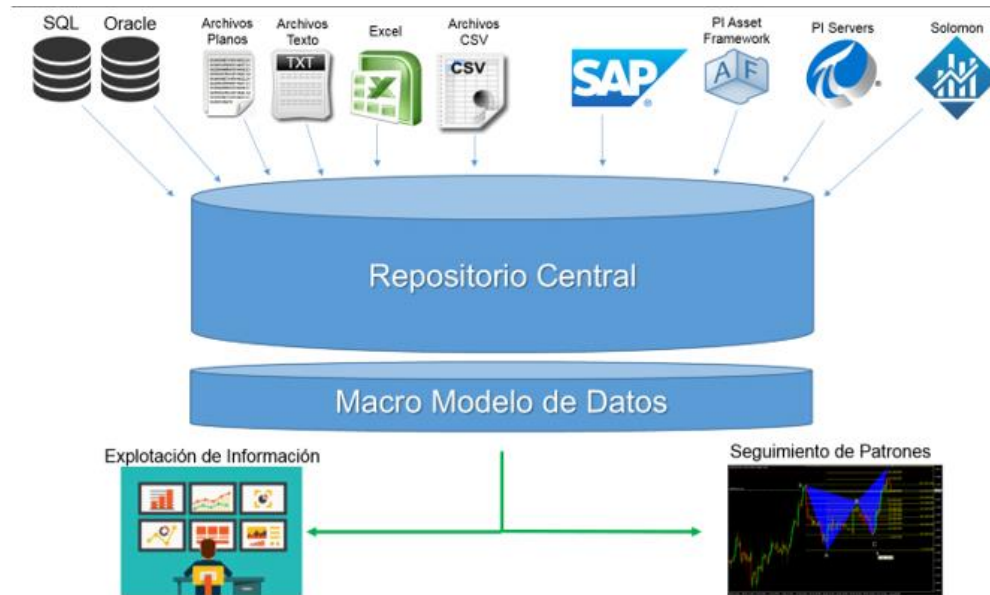 SQL
Oracle
Archivos
Planos
Archivos
Texto
Excel
Archivos
CSV
PI Asset
Framework
PI Servers
Solomon
TXT
CSV
SAP
®
A F
®
Repositorio Central
Macro Modelo de Datos
Explotación de Información
Seguimiento de Patrones